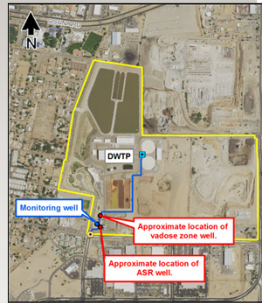 N
DWTP
Monitoring well
Approximate location of
vadose zone well.
Approximate location of
ASR well.